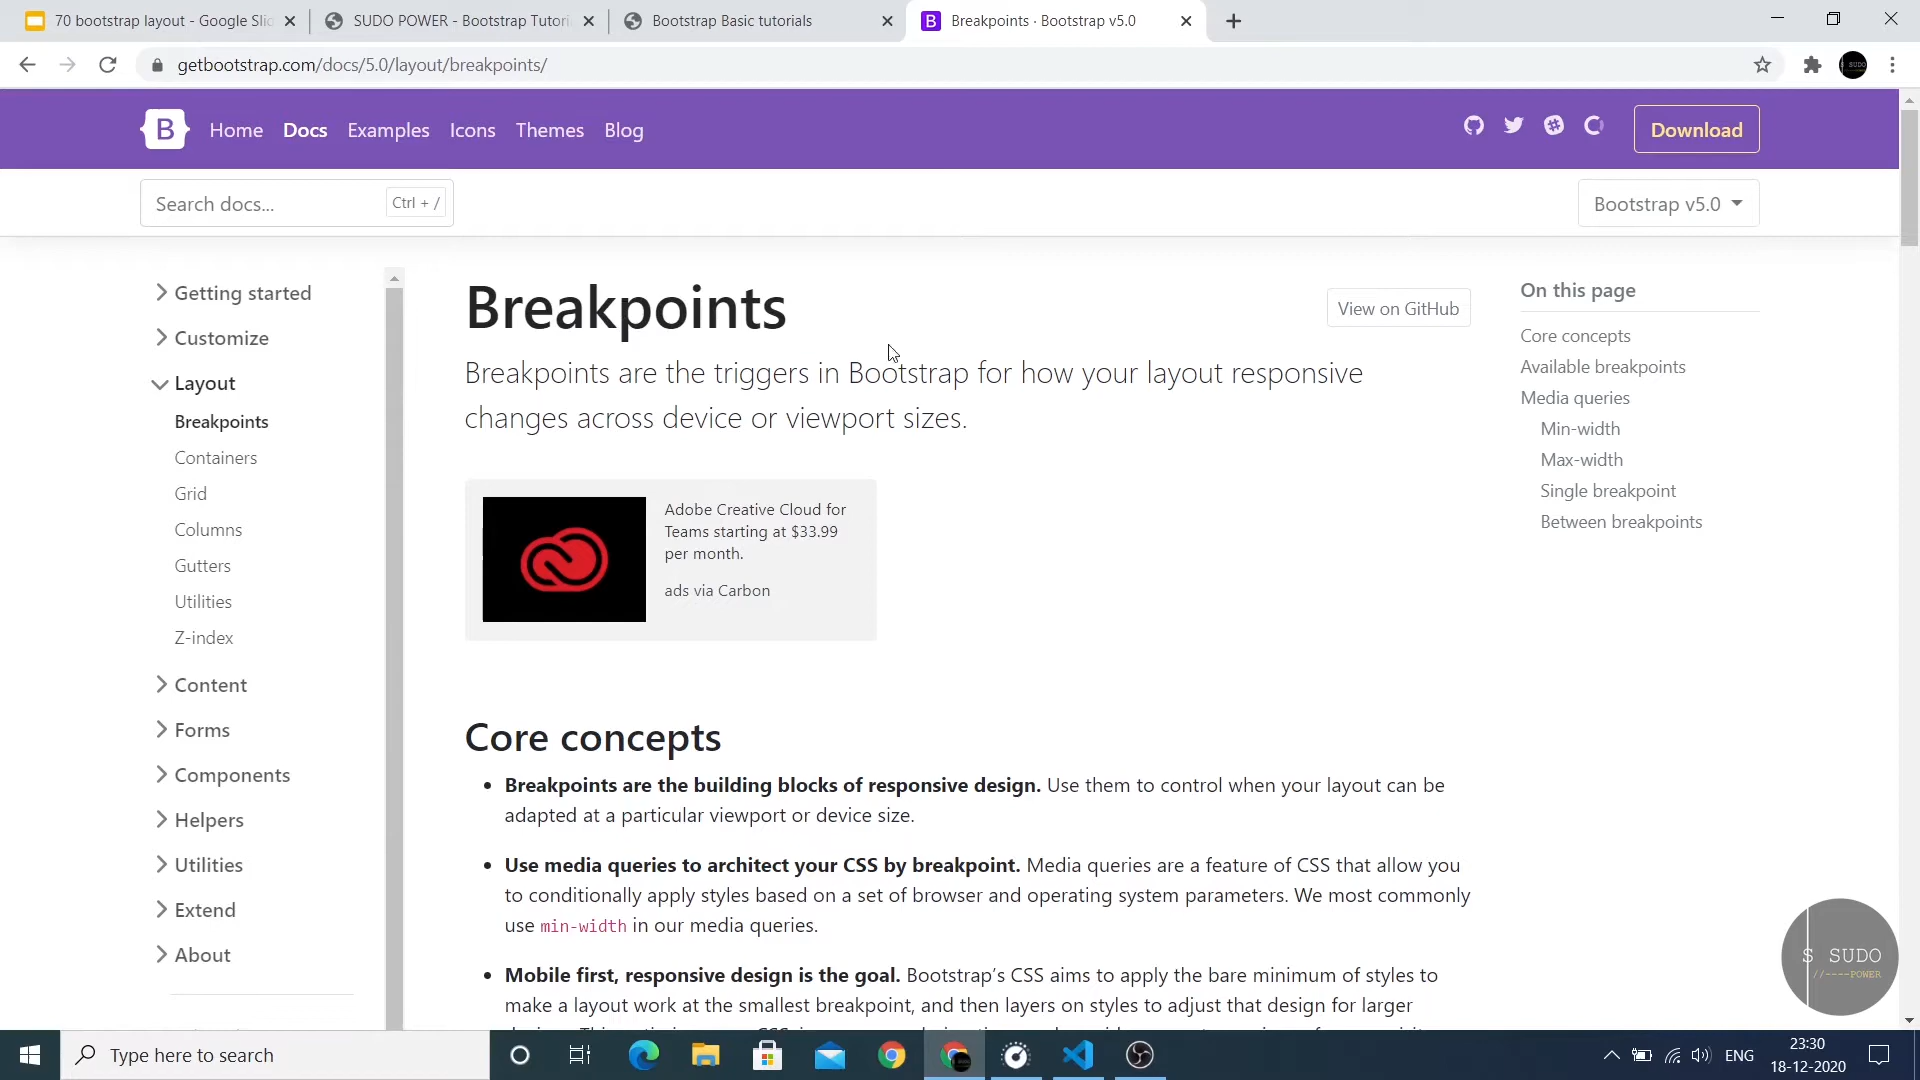 70 bootstrap layout - Google Slid
SUDO POWER - Bootstrap Tutori
Bootstrap Basic tutorials
Breakpoints · Bootstrap v5.0
getbootstrap.com/docs/5.0/layout/breakpoints/
B
Home
Docs
Examples
Icons
Themes
Blog
Download
Search docs...
Ctrl + /
Bootstrap v5.0
Getting started
Customize
Layout
Breakpoints
Containers
Grid
Columns
Gutters
Utilities
Z-index
Content
Forms
Components
Helpers
Utilities
Extend
About
Breakpoints
View on GitHub
Breakpoints are the triggers in Bootstrap for how your layout responsive
changes across device or viewport sizes.
Adobe Creative Cloud for
Teams starting at $33.99
per month.
ads via Carbon
Core concepts
• Breakpoints are the building blocks of responsive design. Use them to control when your layout can be
adapted at a particular viewport or device size.
• Use media queries to architect your CSS by breakpoint. Media queries are a feature of CSS that allow you
to conditionally apply styles based on a set of browser and operating system parameters. We most commonly
use min-width in our media queries.
• Mobile first, responsive design is the goal. Bootstrap's CSS aims to apply the bare minimum of styles to
make a layout work at the smallest breakpoint, and then layers on styles to adjust that design for larger
On this page
Core concepts
Available breakpoints
Media queries
Min-width
Max-width
Single breakpoint
Between breakpoints
S SUDO
//----POWER
Type here to search
ENG
23:30
18-12-2020